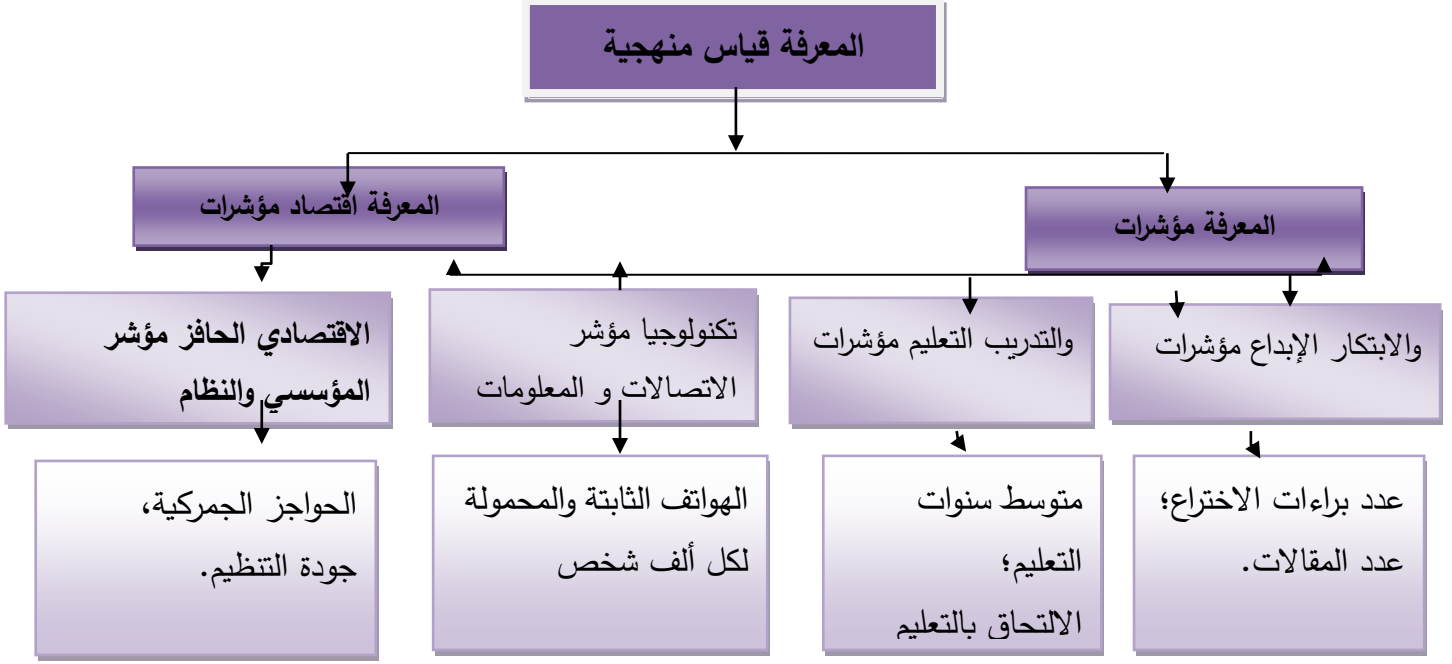 المعرفة قياس منهجية
المعرفة مؤشرات
المعرفة اقتصاد مؤشرات
والابتكار الإبداع مؤشرات
والتدريب التعليم مؤشرات
تكنولوجيا مؤشر
الاتصالات و المعلومات
الاقتصادي الحافز مؤشر
المؤسسي والنظام
عدد براءات الاختراع؛
عدد المقالات.
متوسط سنوات
التعليم؛
الالتحاق بالتعليم
الهواتف الثابتة والمحمولة
لكل ألف شخص
الحواجز الجمركية،
جودة التنظيم.